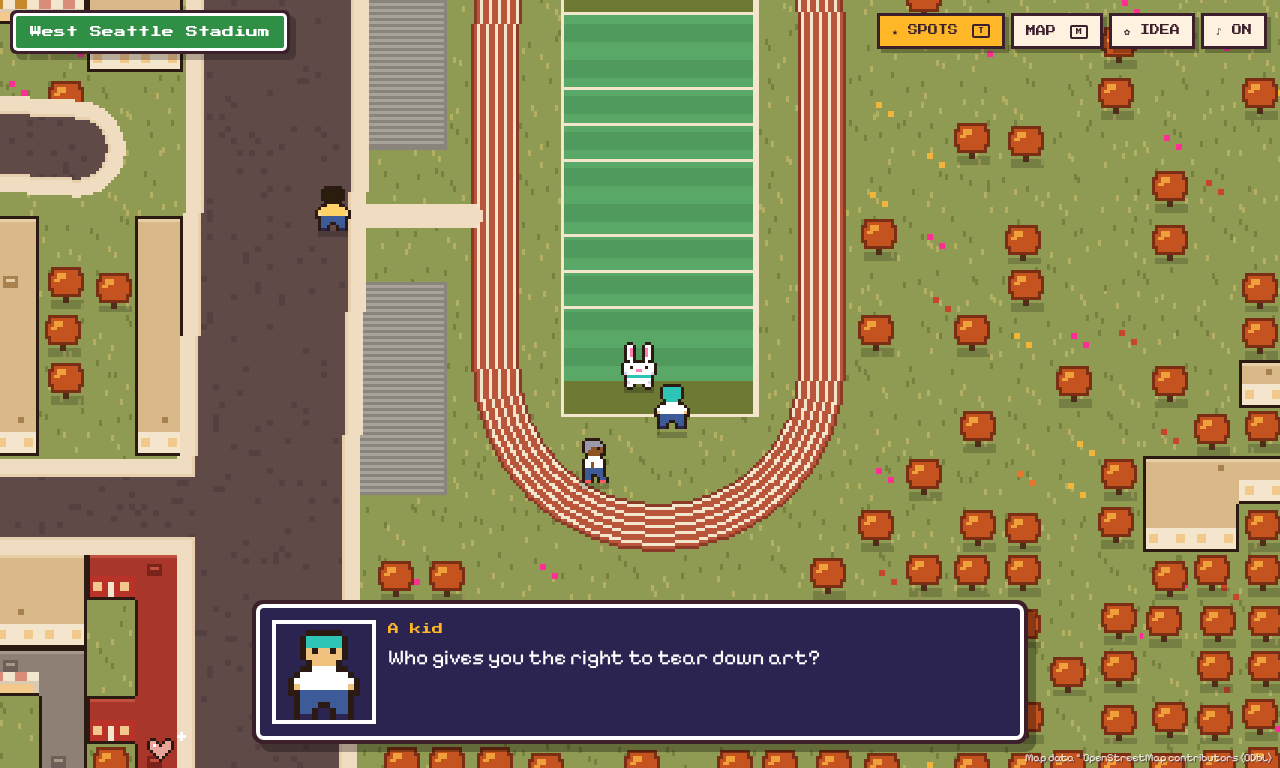 West Seattle Stadium
★ SPOTS T
MAP M
✿ IDEA
♪ ON
A kid
Who gives you the right to tear down art?
Map data © OpenStreetMap contributors (ODbL)